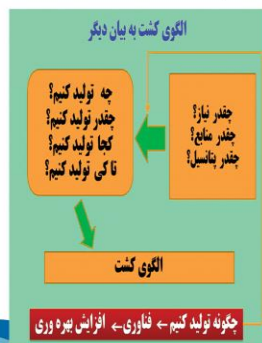 الگوی کشت به بیان دیگر
چقدر نیاز؟
چقدر منابع؟
چقدر پتانسیل؟
چه تولید کنیم؟
چقدر تولید کنیم؟
کجا تولید کنیم؟
تا کی تولید کنیم؟
الگوی کشت
چگونه تولید کنیم ← فناوری ← افزایش بهره وری